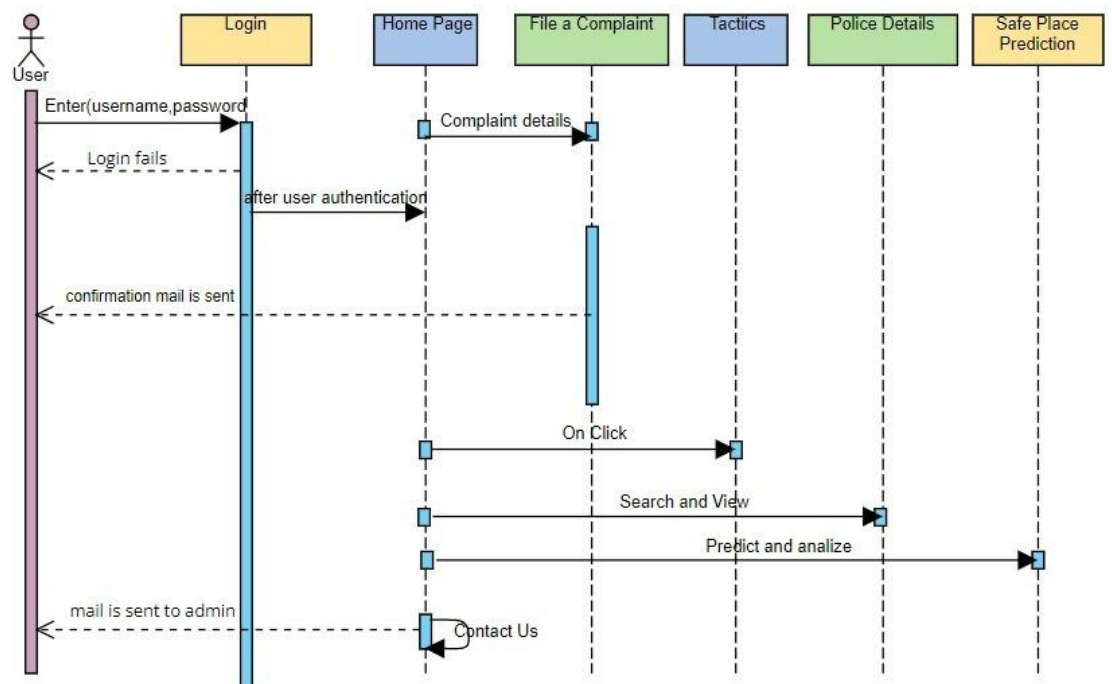 Login
Home Page
File a Complaint
Tactiics
Police Details
Safe Place
Prediction
User
Enter(username,password
Complaint details
Login fails
after user authentication
confirmation mail is sent
On Click
Search and View
Predict and analize
mail is sent to admin
Contact Us